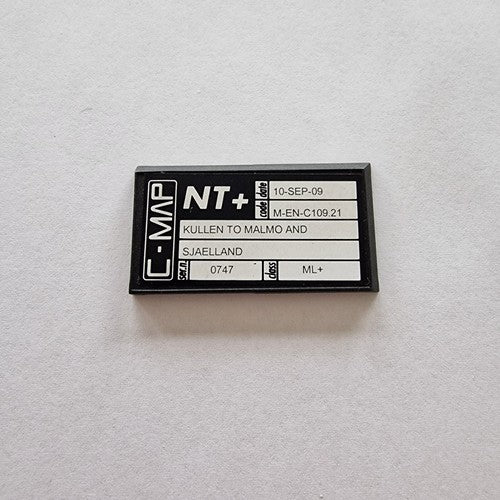 C-MAP
NT+
date 10-SEP-09
code M-EN-C109.21
KULLEN TO MALMO AND
SJAELLAND
ser.n. 0747 class ML+